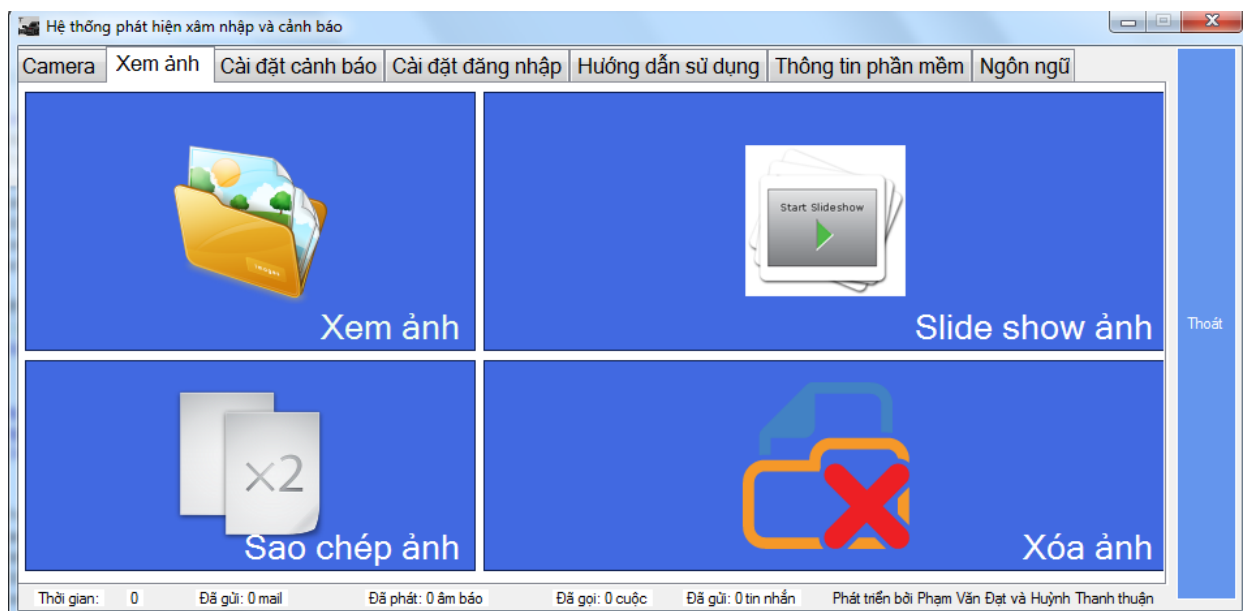 Hệ thống phát hiện xâm nhập và cảnh báo
Camera Xem ảnh Cài đặt cảnh báo Cài đặt đăng nhập Hướng dẫn sử dụng Thông tin phần mềm Ngôn ngữ
images
Xem ảnh
Start Slideshow
Slide show ảnh
Thoát
×2
Sao chép ảnh
Xóa ảnh
Thời gian: 0 Đã gửi: 0 mail Đã phát: 0 âm báo Đã gọi: 0 cuộc Đã gửi: 0 tin nhắn Phát triển bởi Phạm Văn Đạt và Huỳnh Thanh thuận